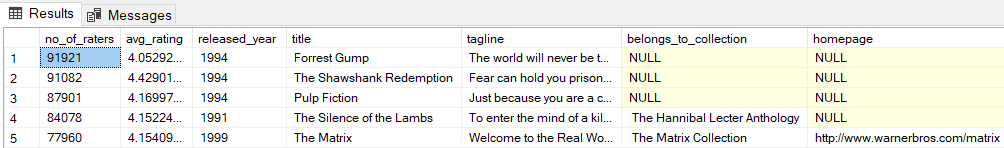 Results Messages
no_of_raters avg_rating released_year title tagline belongs_to_collection homepage
1 91921 4.05292... 1994 Forrest Gump The world will never be t... NULL NULL
2 91082 4.42901... 1994 The Shawshank Redemption Fear can hold you prison... NULL NULL
3 87901 4.16997... 1994 Pulp Fiction Just because you are a c... NULL NULL
4 84078 4.15224... 1991 The Silence of the Lambs To enter the mind of a kil... The Hannibal Lecter Anthology NULL
5 77960 4.15409... 1999 The Matrix Welcome to the Real Wo... The Matrix Collection http://www.warnerbros.com/matrix